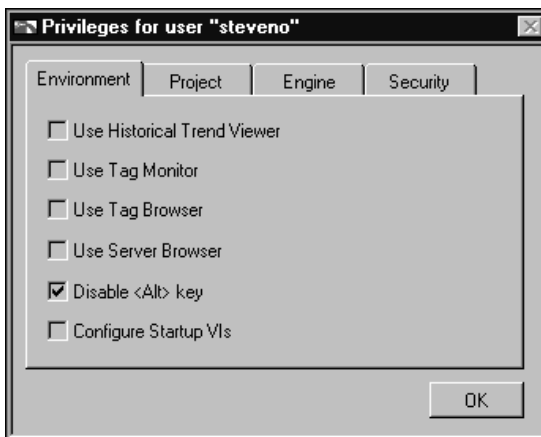 Privileges for user "steveno"
Environment Project Engine Security
Use Historical Trend Viewer
Use Tag Monitor
Use Tag Browser
Use Server Browser
Disable <Alt> key
Configure Startup VIs
OK